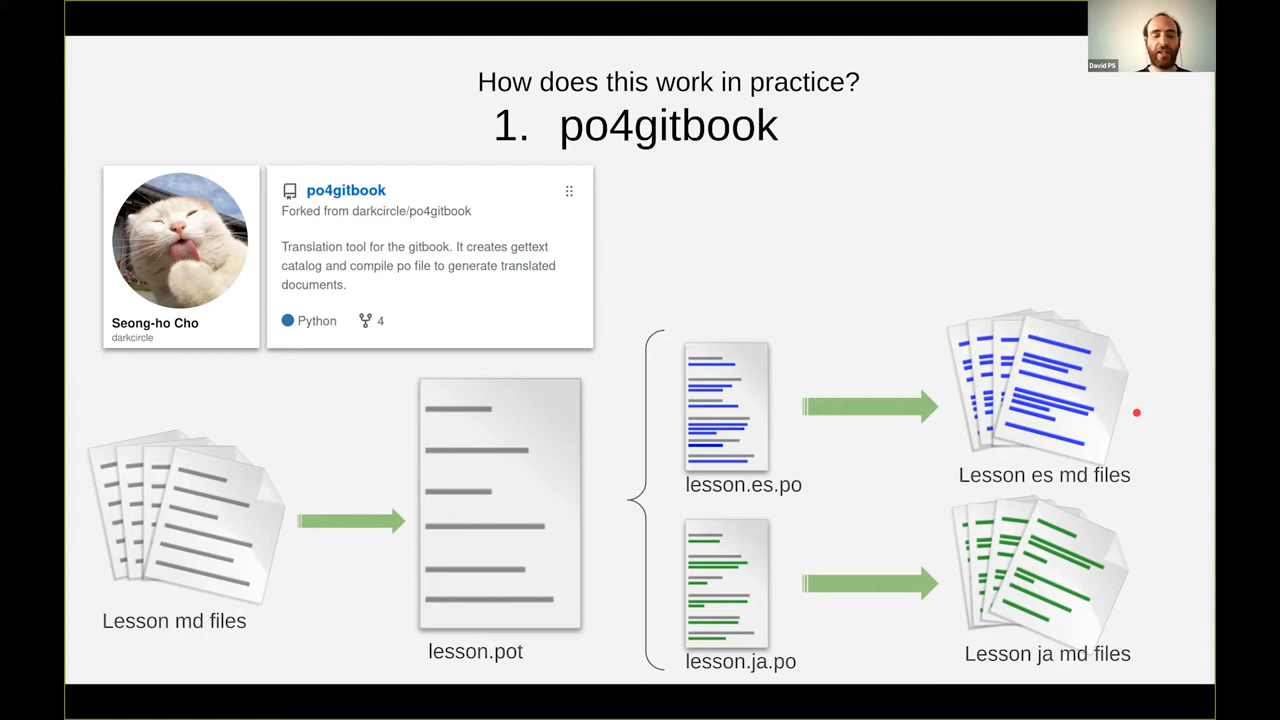 David PS
How does this work in practice?
1. po4gitbook
po4gitbook
Forked from darkcircle/po4gitbook
Translation tool for the gitbook. It creates gettext
catalog and compile po file to generate translated
documents.
Python 4
Seong-ho Cho
darkcircle
Lesson md files
lesson.pot
lesson.es.po
lesson.ja.po
Lesson es md files
Lesson ja md files